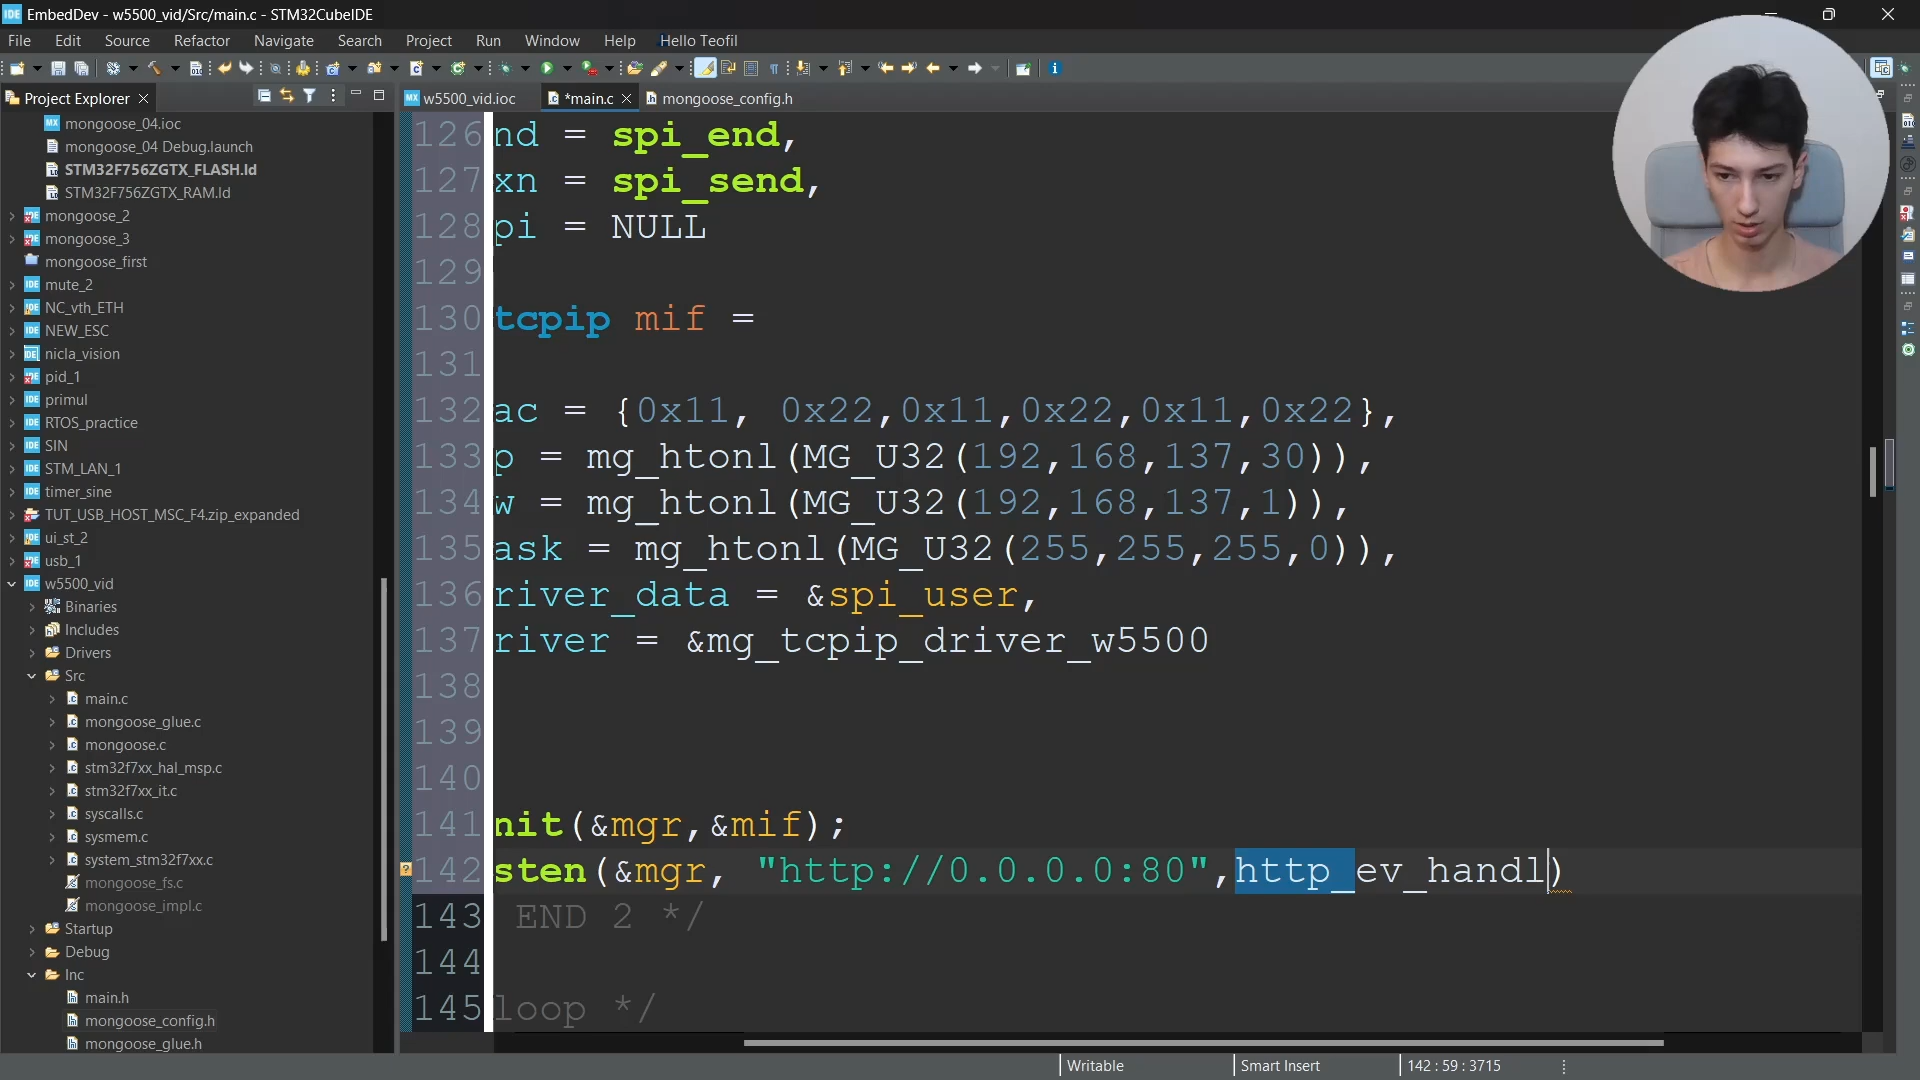 IDE EmbedDev - w5500_vid/Src/main.c - STM32CubeIDE
File Edit Source Refactor Navigate Search Project Run Window Help Hello Teofil
Project Explorer
w5500_vid.ioc *main.c mongoose_config.h
mongoose_04.ioc
mongoose_04 Debug.launch
STM32F756ZGTX_FLASH.ld
STM32F756ZGTX_RAM.ld
mongoose_2
mongoose_3
mongoose_first
mute_2
NC_vth_ETH
NEW_ESC
nicla_vision
pid_1
primul
RTOS_practice
SIN
STM_LAN_1
timer_sine
TUT_USB_HOST_MSC_F4.zip_expanded
ui_st_2
usb_1
w5500_vid
Binaries
Includes
Drivers
Src
main.c
mongoose_glue.c
mongoose.c
stm32f7xx_hal_msp.c
stm32f7xx_it.c
syscalls.c
sysmem.c
system_stm32f7xx.c
mongoose_fs.c
mongoose_impl.c
Startup
Debug
Inc
main.h
mongoose_config.h
mongoose_glue.h
126 nd = spi_end,
127 xn = spi_send,
128 pi = NULL
129
130 tcpip mif =
131
132 ac = {0x11, 0x22,0x11,0x22,0x11,0x22},
133 p = mg_htonl(MG_U32(192,168,137,30)),
134 w = mg_htonl(MG_U32(192,168,137,1)),
135 ask = mg_htonl(MG_U32(255,255,255,0)),
136 river_data = &spi_user,
137 river = &mg_tcpip_driver_w5500
138
139
140
141 nit(&mgr,&mif);
142 sten(&mgr, "http://0.0.0.0:80",http_ev_handl)
143 END 2 */
144
145 loop */
Writable Smart Insert 142 : 59 : 3715